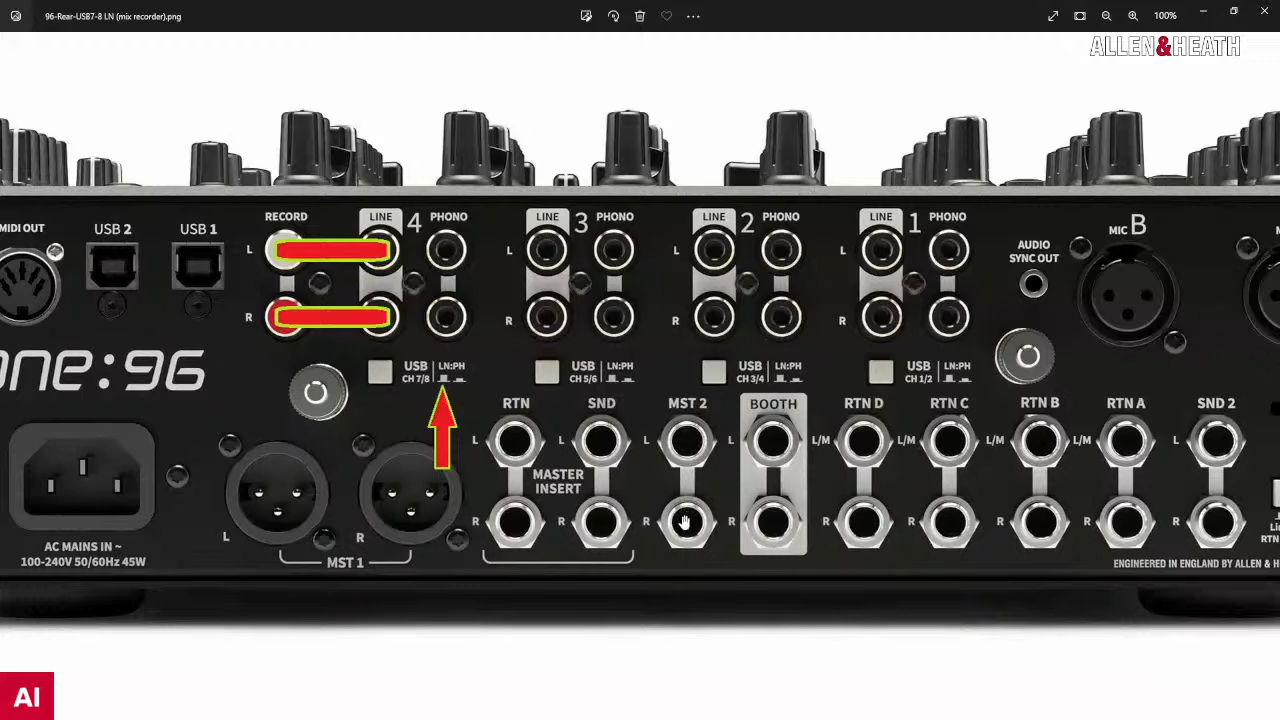 96-Rear-USB7-8 LN (mix recorder).png
100%
ALLEN&HEATH
MIDI OUT
USB 2
USB 1
RECORD
L
R
LINE
4
PHONO
LINE
3
PHONO
L
R
LINE
2
PHONO
L
R
LINE
1
PHONO
L
R
AUDIO
SYNC OUT
MIC B
USB
CH 7/8
LN:PH
USB
CH 5/6
LN:PH
USB
CH 3/4
LN:PH
USB
CH 1/2
LN:PH
one:96
RTN
SND
MST 2
BOOTH
RTN D
RTN C
RTN B
RTN A
SND 2
L
L
L
L/M
L/M
L/M
L/M
L
MASTER
INSERT
R
R
R
R
R
R
R
R
L
R
MST 1
AC MAINS IN ~
100-240V 50/60Hz 45W
ENGINEERED IN ENGLAND BY ALLEN & H
RTN
AI